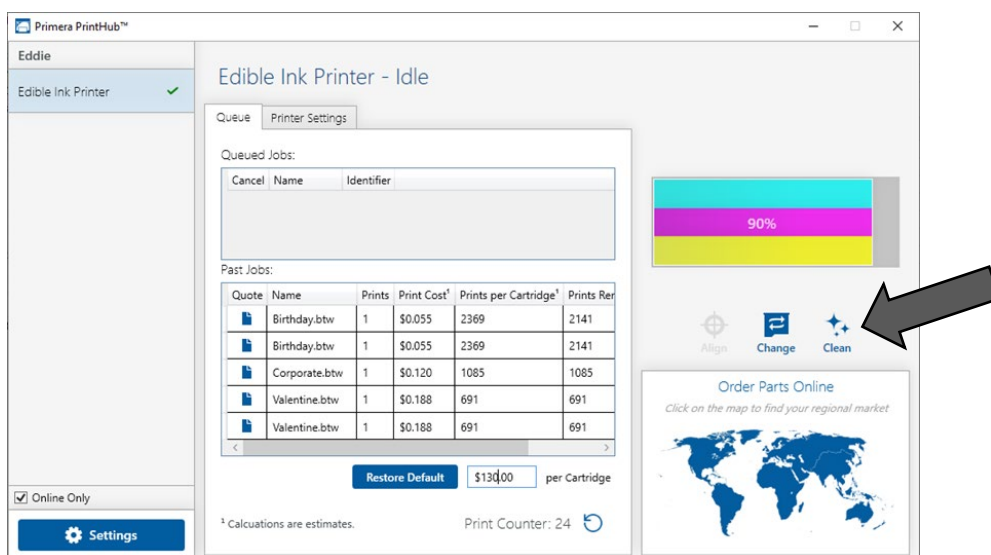 Primera PrintHub™
Eddie
Edible Ink Printer
Edible Ink Printer - Idle
Queue Printer Settings
Queued Jobs:
Cancel Name Identifier
90%
Past Jobs:
Quote Name Prints Print Cost¹ Prints per Cartridge¹ Prints Rer
Birthday.btw 1 $0.055 2369 2141
Birthday.btw 1 $0.055 2369 2141
Corporate.btw 1 $0.120 1085 1085
Valentine.btw 1 $0.188 691 691
Valentine.btw 1 $0.188 691 691
Align Change Clean
Order Parts Online
Click on the map to find your regional market
Restore Default $130.00 per Cartridge
Online Only
Settings
¹ Calcuations are estimates.
Print Counter: 24